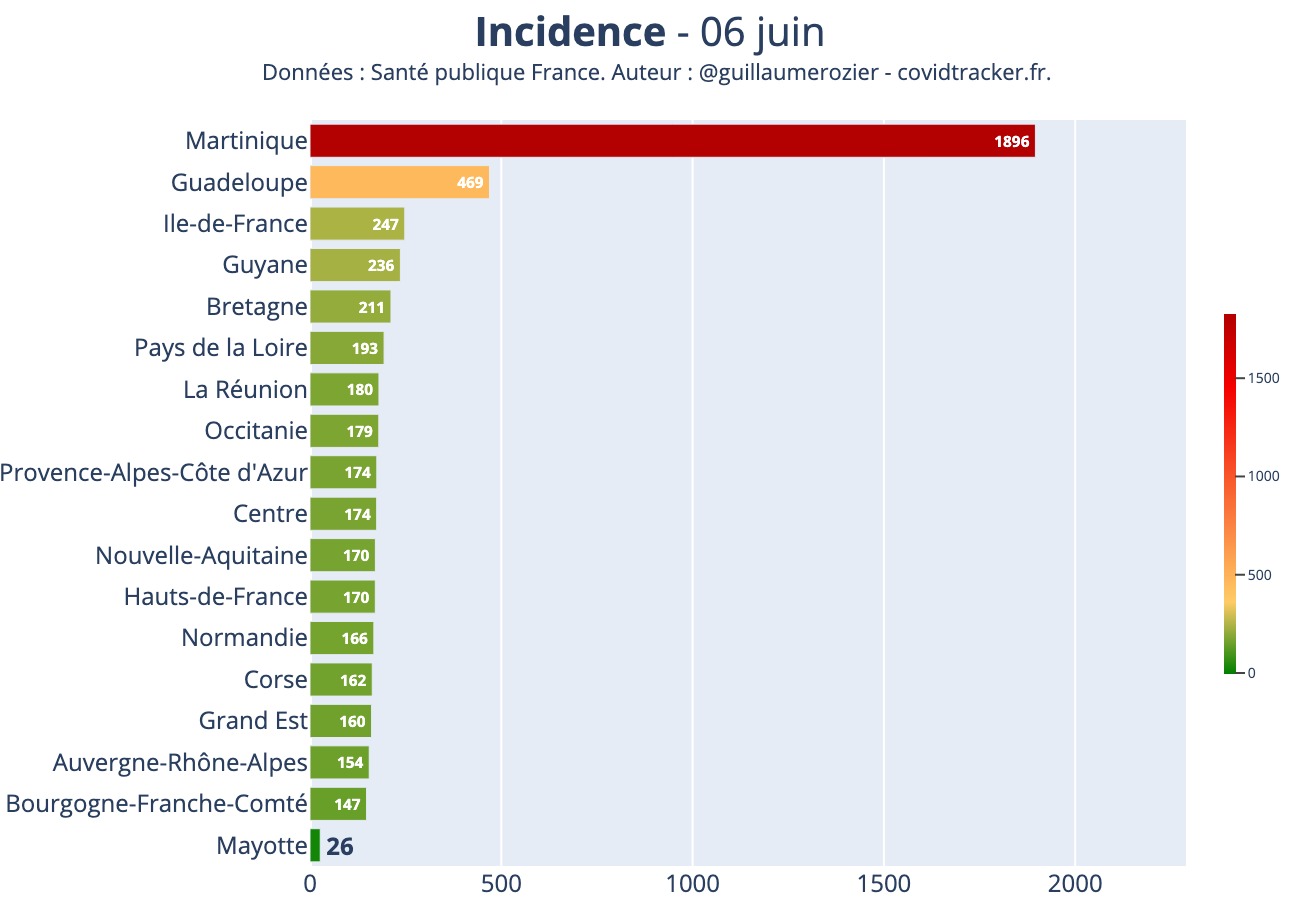 Incidence - 06 juin
Données : Santé publique France. Auteur : @guillaumerozier - covidtracker.fr.
Martinique 1896
Guadeloupe 469
Ile-de-France 247
Guyane 236
Bretagne 211
Pays de la Loire 193
La Réunion 180
Occitanie 179
Provence-Alpes-Côte d'Azur 174
Centre 174
Nouvelle-Aquitaine 170
Hauts-de-France 170
Normandie 166
Corse 162
Grand Est 160
Auvergne-Rhône-Alpes 154
Bourgogne-Franche-Comté 147
Mayotte 26
0 500 1000 1500 2000
1500
1000
500
0